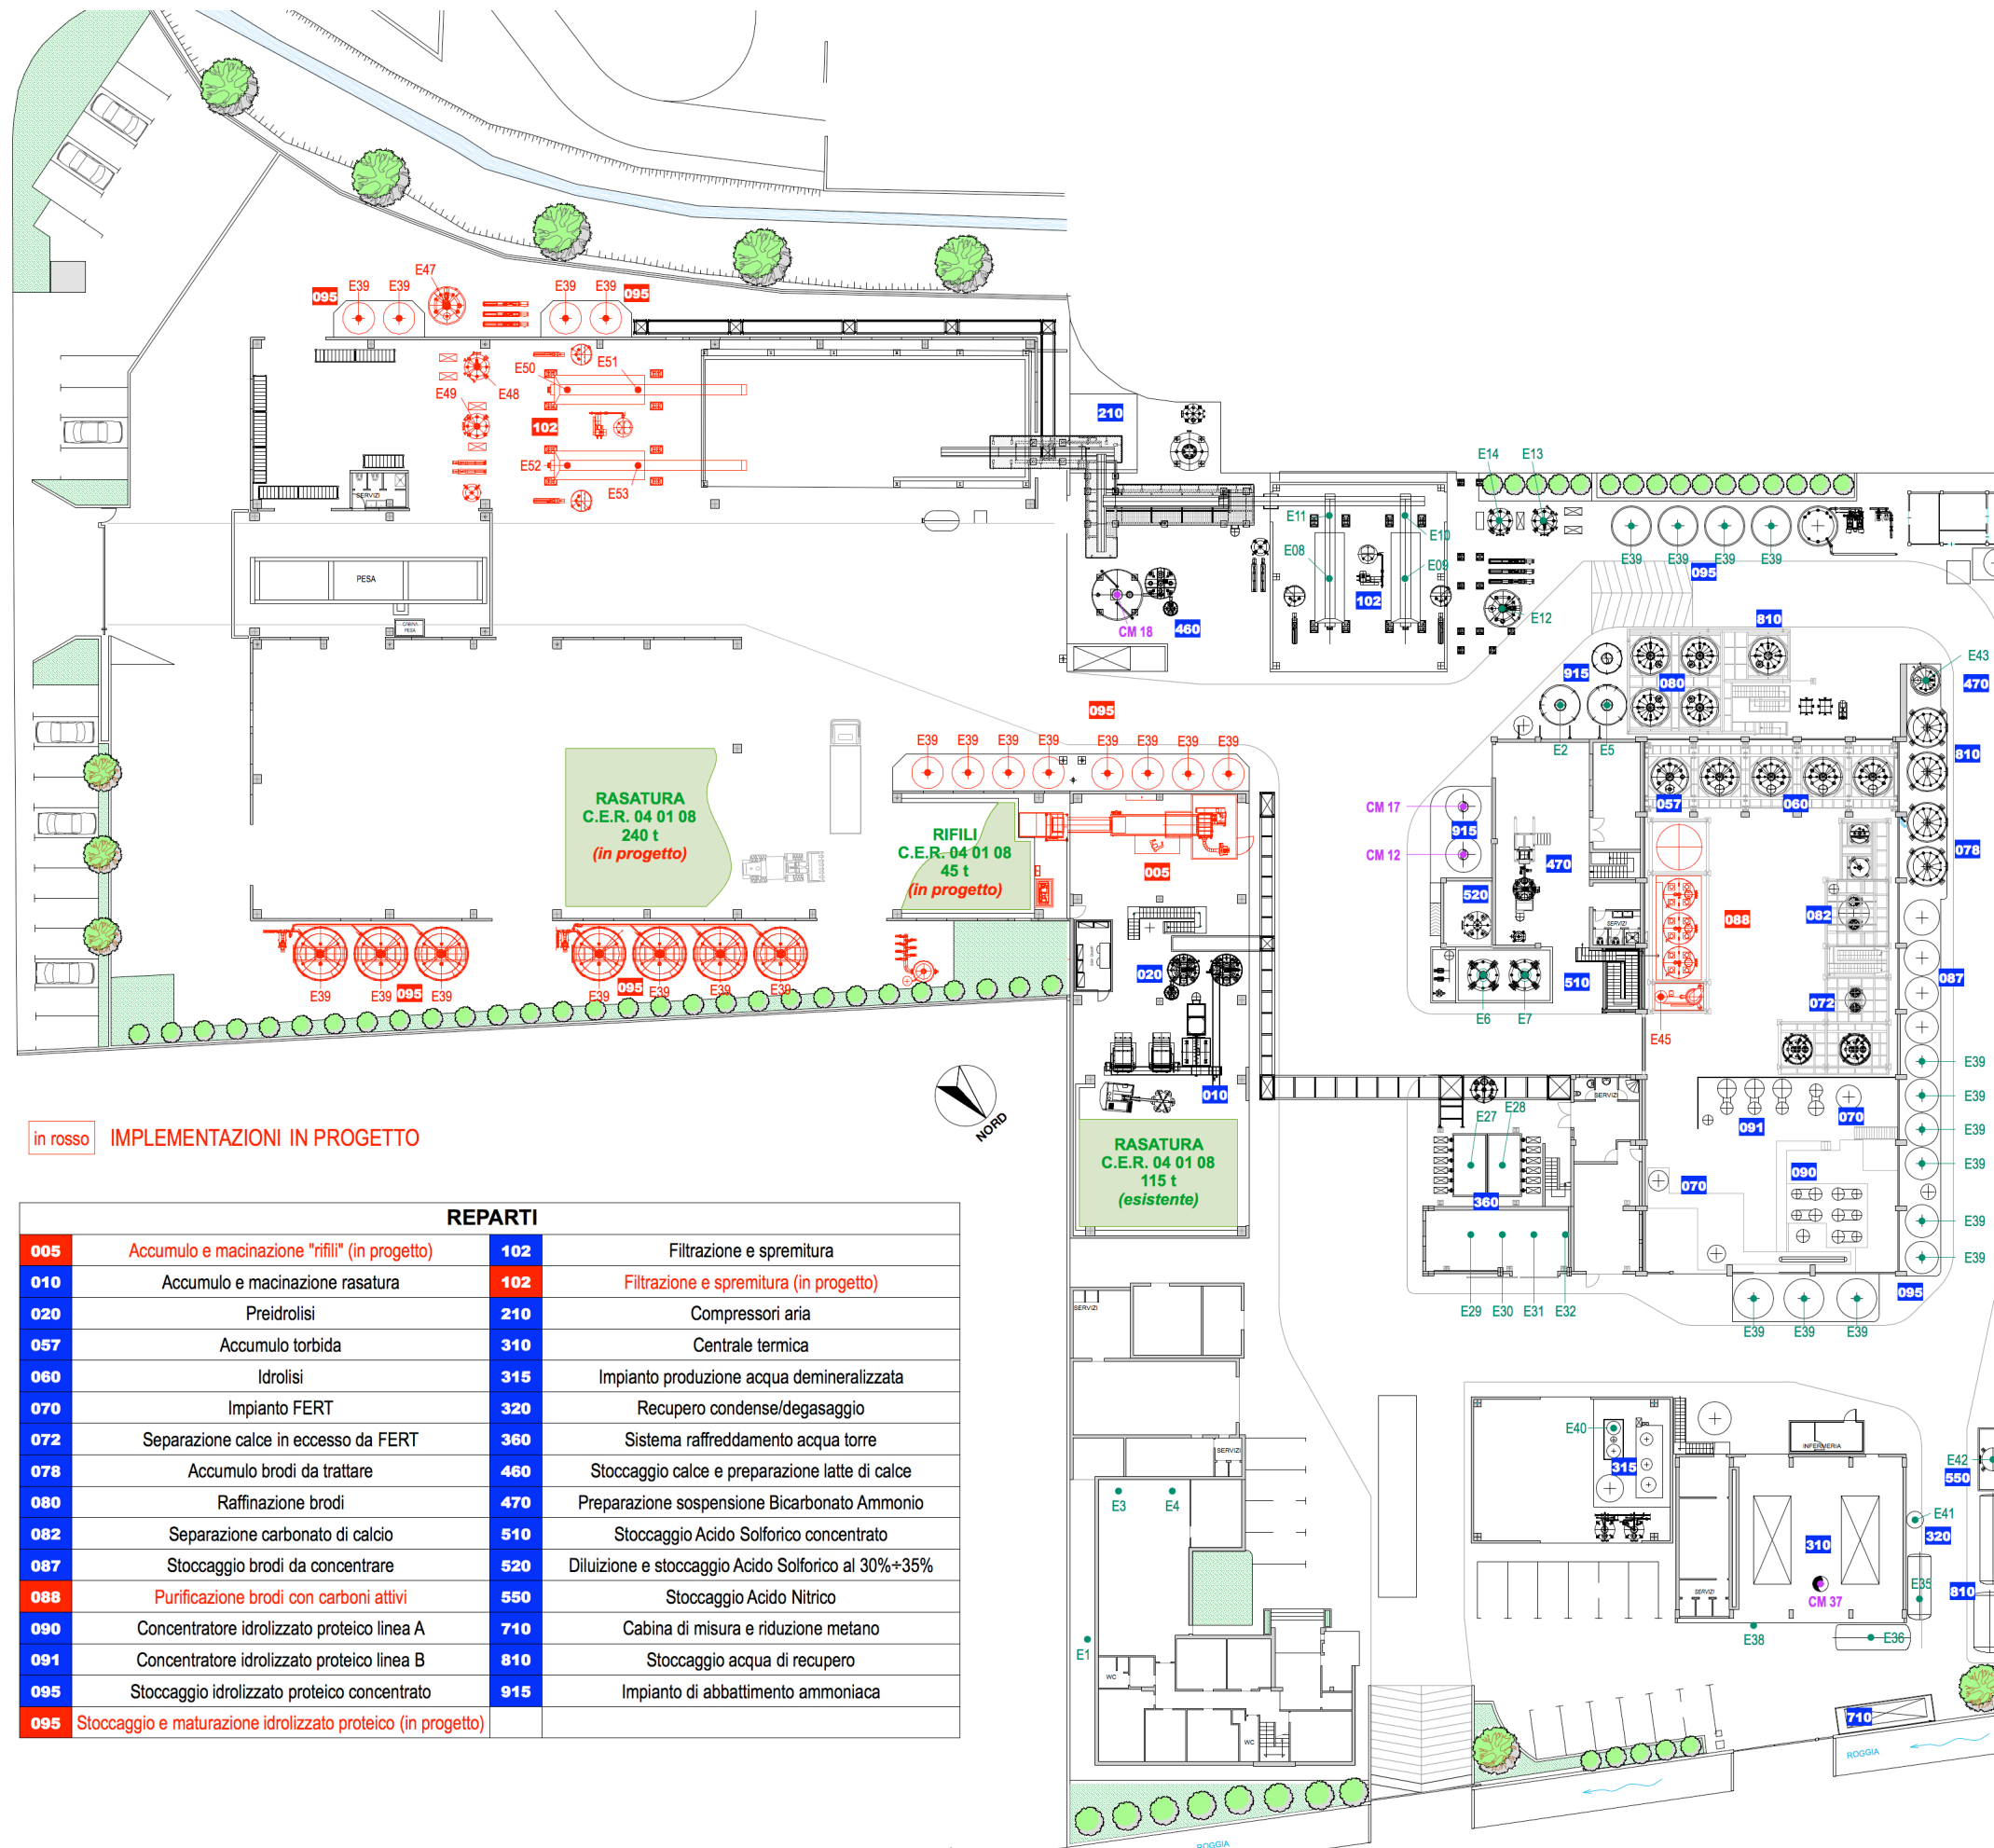 E47
E39
E39
E39
E39
095
095
E50
E51
E49
E48
102
E52
E53
SERVIZI
210
E14
E13
E11
E10
E08
E09
102
E39
E39
E39
E39
095
E12
PESA
CABINA
PESA
CM 18
460
810
915
080
E43
470
E2
E5
310
095
E39
E39
E39
E39
E39
E39
E39
E39
RASATURA
C.E.R. 04 01 08
240 t
(in progetto)
RIFILI
C.E.R. 04 01 08
45 t
(in progetto)
005
057
060
CM 17
915
CM 12
470
078
520
088
082
SERVIZI
E39
E39
095
E39
E39
095
E39
E39
E39
020
510
087
072
E6
E7
E45
E39
010
E27
E28
SERVIZI
E39
091
070
E39
NORD
in rosso
IMPLEMENTAZIONI IN PROGETTO
RASATURA
C.E.R. 04 01 08
115 t
(esistente)
E39
090
070
360
E39
E39
E29
E30
E31
E32
095
E39
E39
E39
REPARTI
005 Accumulo e macinazione "rifili" (in progetto) 102 Filtrazione e spremitura
010 Accumulo e macinazione rasatura 102 Filtrazione e spremitura (in progetto)
020 Preidrolisi 210 Compressori aria
057 Accumulo torbida 310 Centrale termica
060 Idrolisi 315 Impianto produzione acqua demineralizzata
070 Impianto FERT 320 Recupero condense/degasaggio
072 Separazione calce in eccesso da FERT 360 Sistema raffreddamento acqua torre
078 Accumulo brodi da trattare 460 Stoccaggio calce e preparazione latte di calce
080 Raffinazione brodi 470 Preparazione sospensione Bicarbonato Ammonio
082 Separazione carbonato di calcio 510 Stoccaggio Acido Solforico concentrato
087 Stoccaggio brodi da concentrare 520 Diluizione e stoccaggio Acido Solforico al 30%÷35%
088 Purificazione brodi con carboni attivi 550 Stoccaggio Acido Nitrico
090 Concentratore idrolizzato proteico linea A 710 Cabina di misura e riduzione metano
091 Concentratore idrolizzato proteico linea B 810 Stoccaggio acqua di recupero
095 Stoccaggio idrolizzato proteico concentrato 915 Impianto di abbattimento ammoniaca
095 Stoccaggio e maturazione idrolizzato proteico (in progetto)
SERVIZI
SERVIZI
E3
E4
E40
315
INFERMERIA
E42
550
E41
320
310
SERVIZI
CM 37
E35
810
E38
E36
E1
WC
WC
710
ROGGIA
ROGGIA